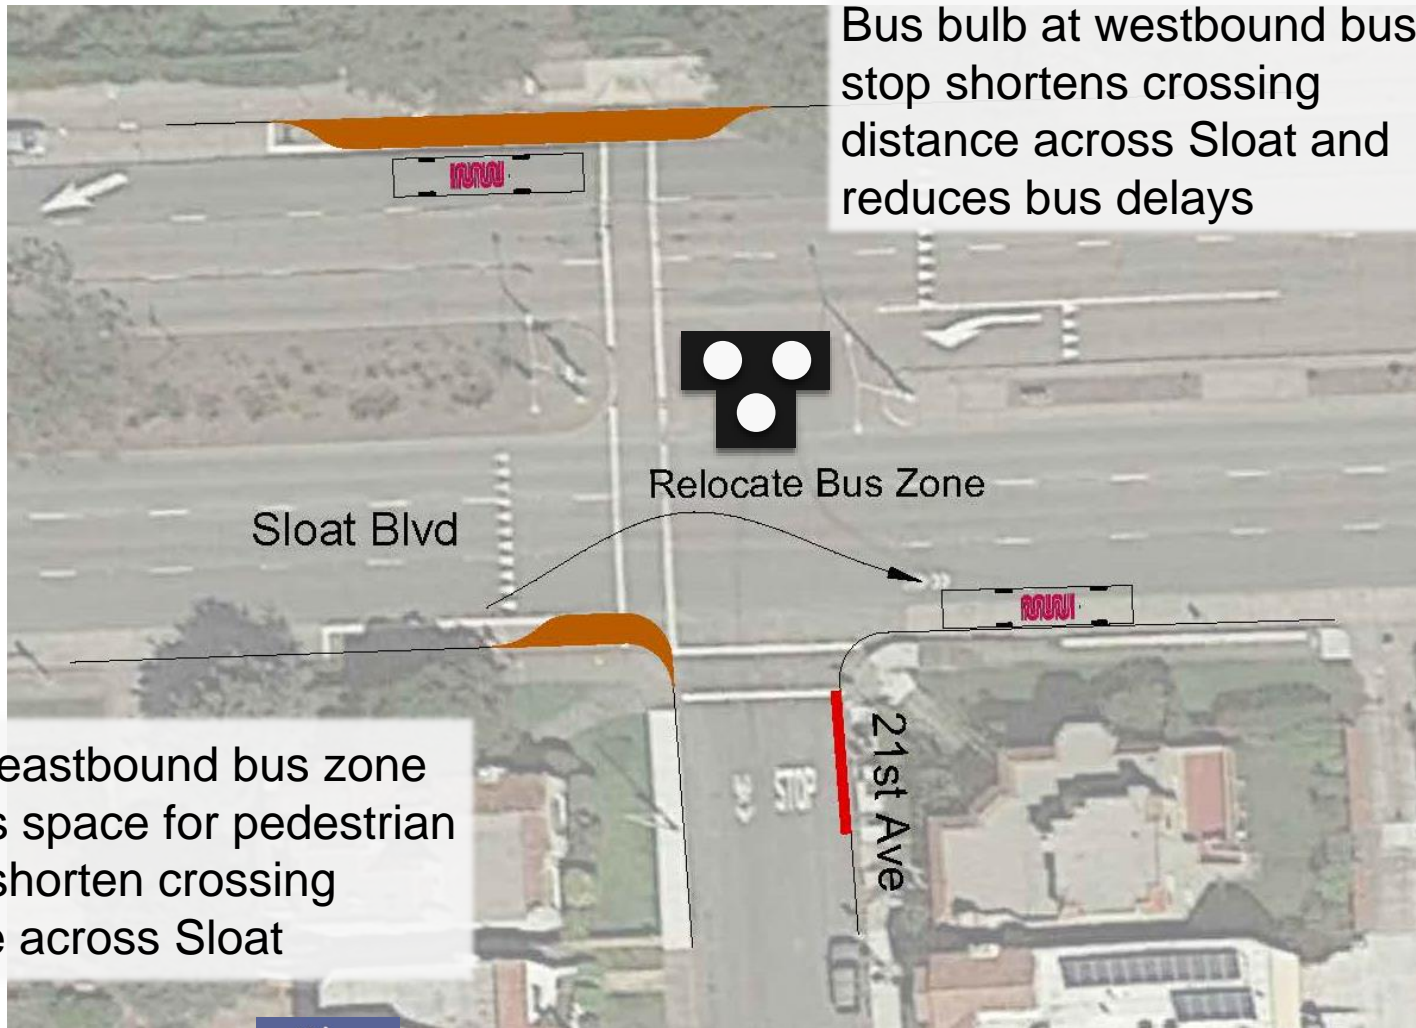 Bus bulb at westbound bus
stop shortens crossing
distance across Sloat and
reduces bus delays
Relocate Bus Zone
Sloat Blvd
21st Ave
STOP
eastbound bus zone
space for pedestrian
shorten crossing
across Sloat